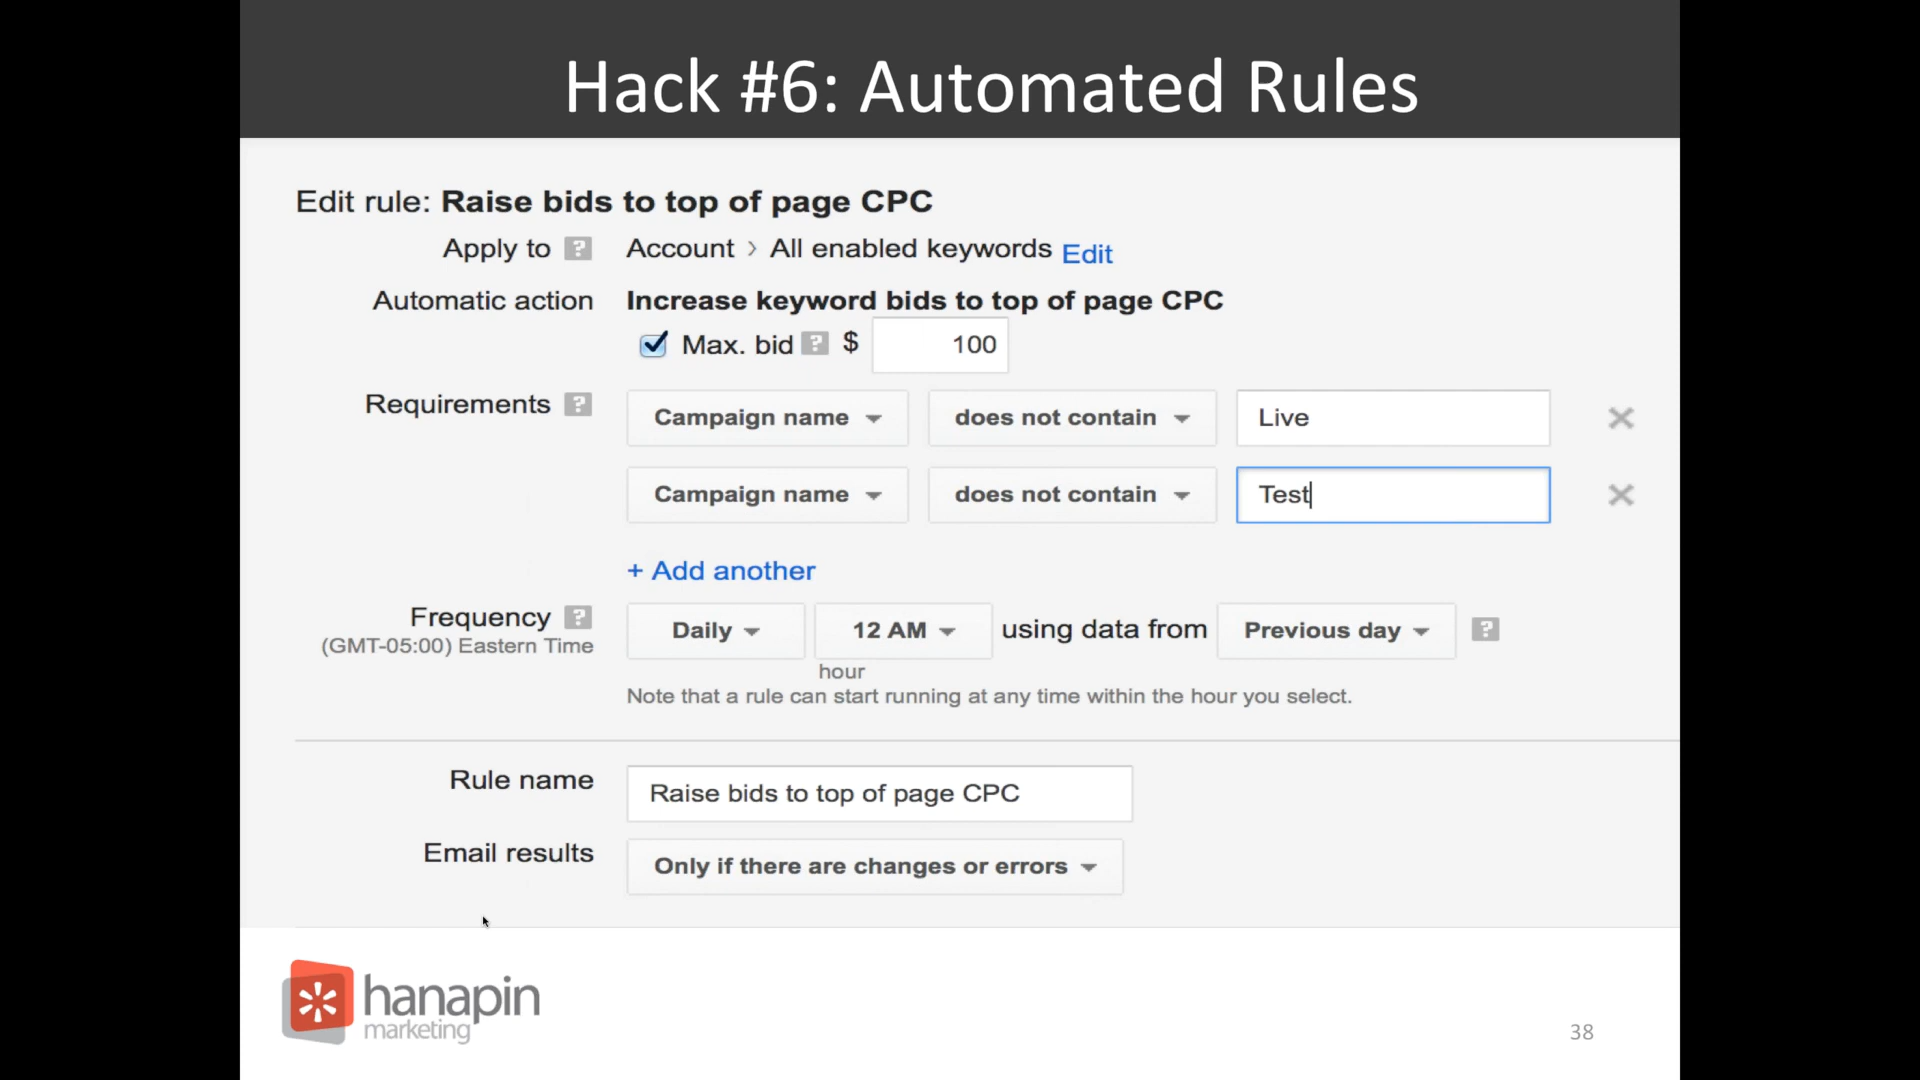 Hack #6: Automated Rules
Edit rule: Raise bids to top of page CPC
Apply to ? Account > All enabled keywords Edit
Automatic action Increase keyword bids to top of page CPC
Max. bid ? $ 100
Requirements ? Campaign name does not contain Live
Campaign name does not contain Test
+ Add another
Frequency ? Daily 12 AM using data from Previous day ?
(GMT-05:00) Eastern Time
hour
Note that a rule can start running at any time within the hour you select.
Rule name Raise bids to top of page CPC
Email results Only if there are changes or errors
hanapin
marketing
38